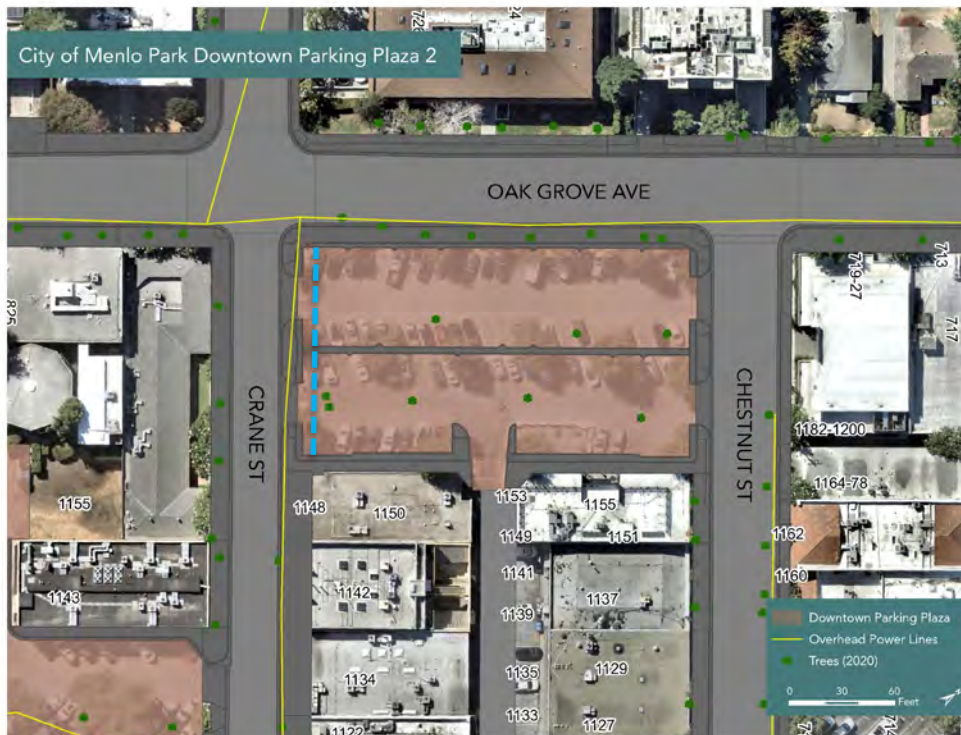 City of Menlo Park Downtown Parking Plaza 2
OAK GROVE AVE
CRANE ST
CHESTNUT ST
825
719-27
713
717
1182-1200
1164-78
1162
1160
1155
1143
1148
1150
1142
1134
1122
1153
1155
1149
1151
1141
1137
1139
1135
1129
1133
1127
Downtown Parking Plaza
Overhead Power Lines
Trees (2020)
0 30 60
Feet